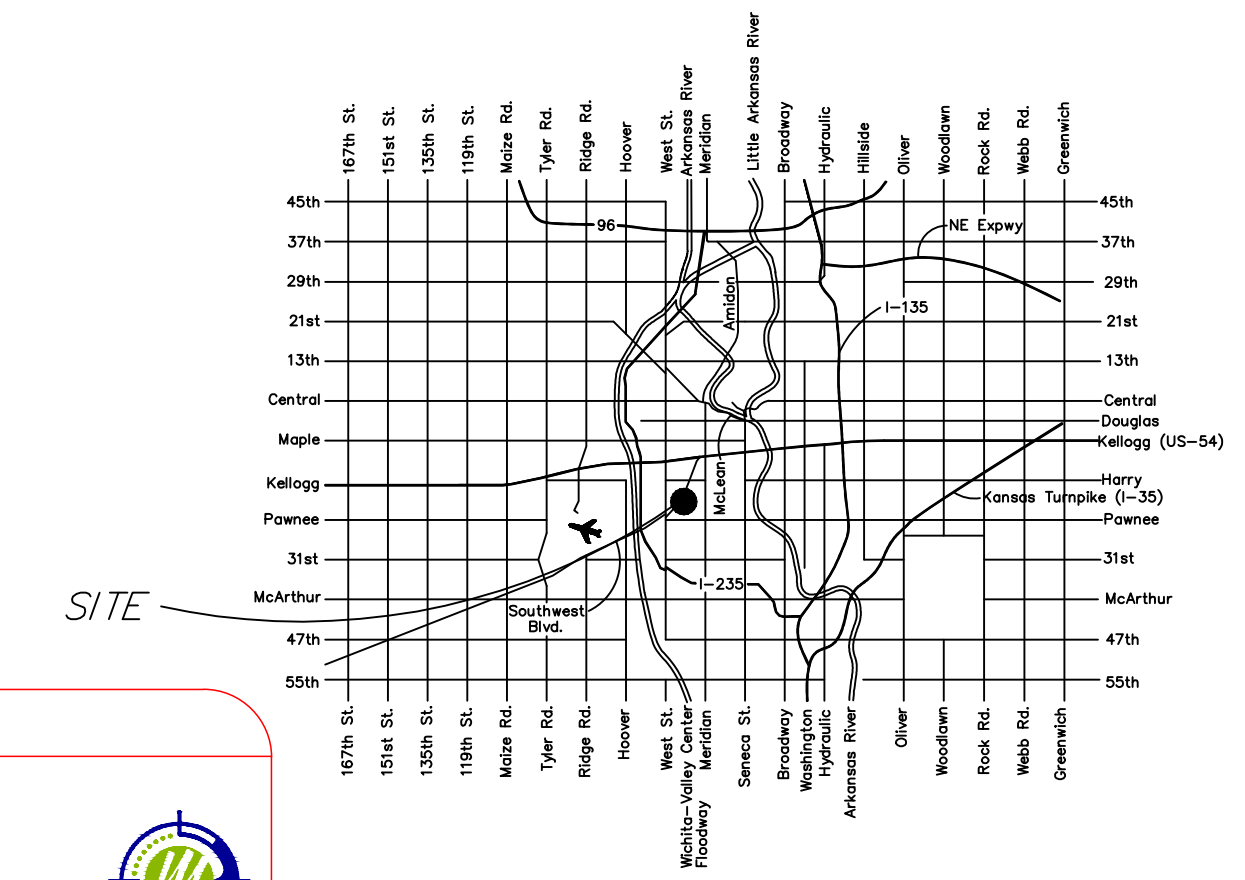 167th St.
151st St.
135th St.
119th St.
Maize Rd.
Tyler Rd.
Ridge Rd.
Hoover
West St.
Arkansas River
Meridian
Little Arkansas River
Broadway
Hydraulic
Hillside
Oliver
Woodlawn
Rock Rd.
Webb Rd.
Greenwich
45th
45th
96
NE Expwy
37th
37th
29th
29th
Amidon
I-135
21st
21st
13th
13th
Central
Central
Douglas
Maple
Kellogg (US-54)
Kellogg
Harry
McLean
Kansas Turnpike (I-35)
Pawnee
Pawnee
31st
31st
I-235
McArthur
McArthur
SITE
Southwest
Blvd.
47th
47th
55th
55th
167th St.
151st St.
135th St.
119th St.
Maize Rd.
Tyler Rd.
Ridge Rd.
Hoover
West St.
Wichita-Valley Center
Floodway
Meridian
Seneca St.
Broadway
Washington
Hydraulic
Arkansas River
Oliver
Woodlawn
Rock Rd.
Webb Rd.
Greenwich